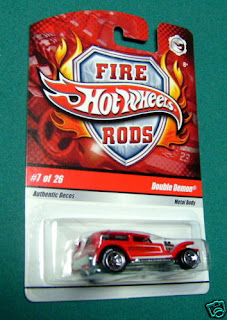 FIRE
HOT WHEELS
RODS
#7 of 26
Authentic Decos
Double Demon
Metal Body